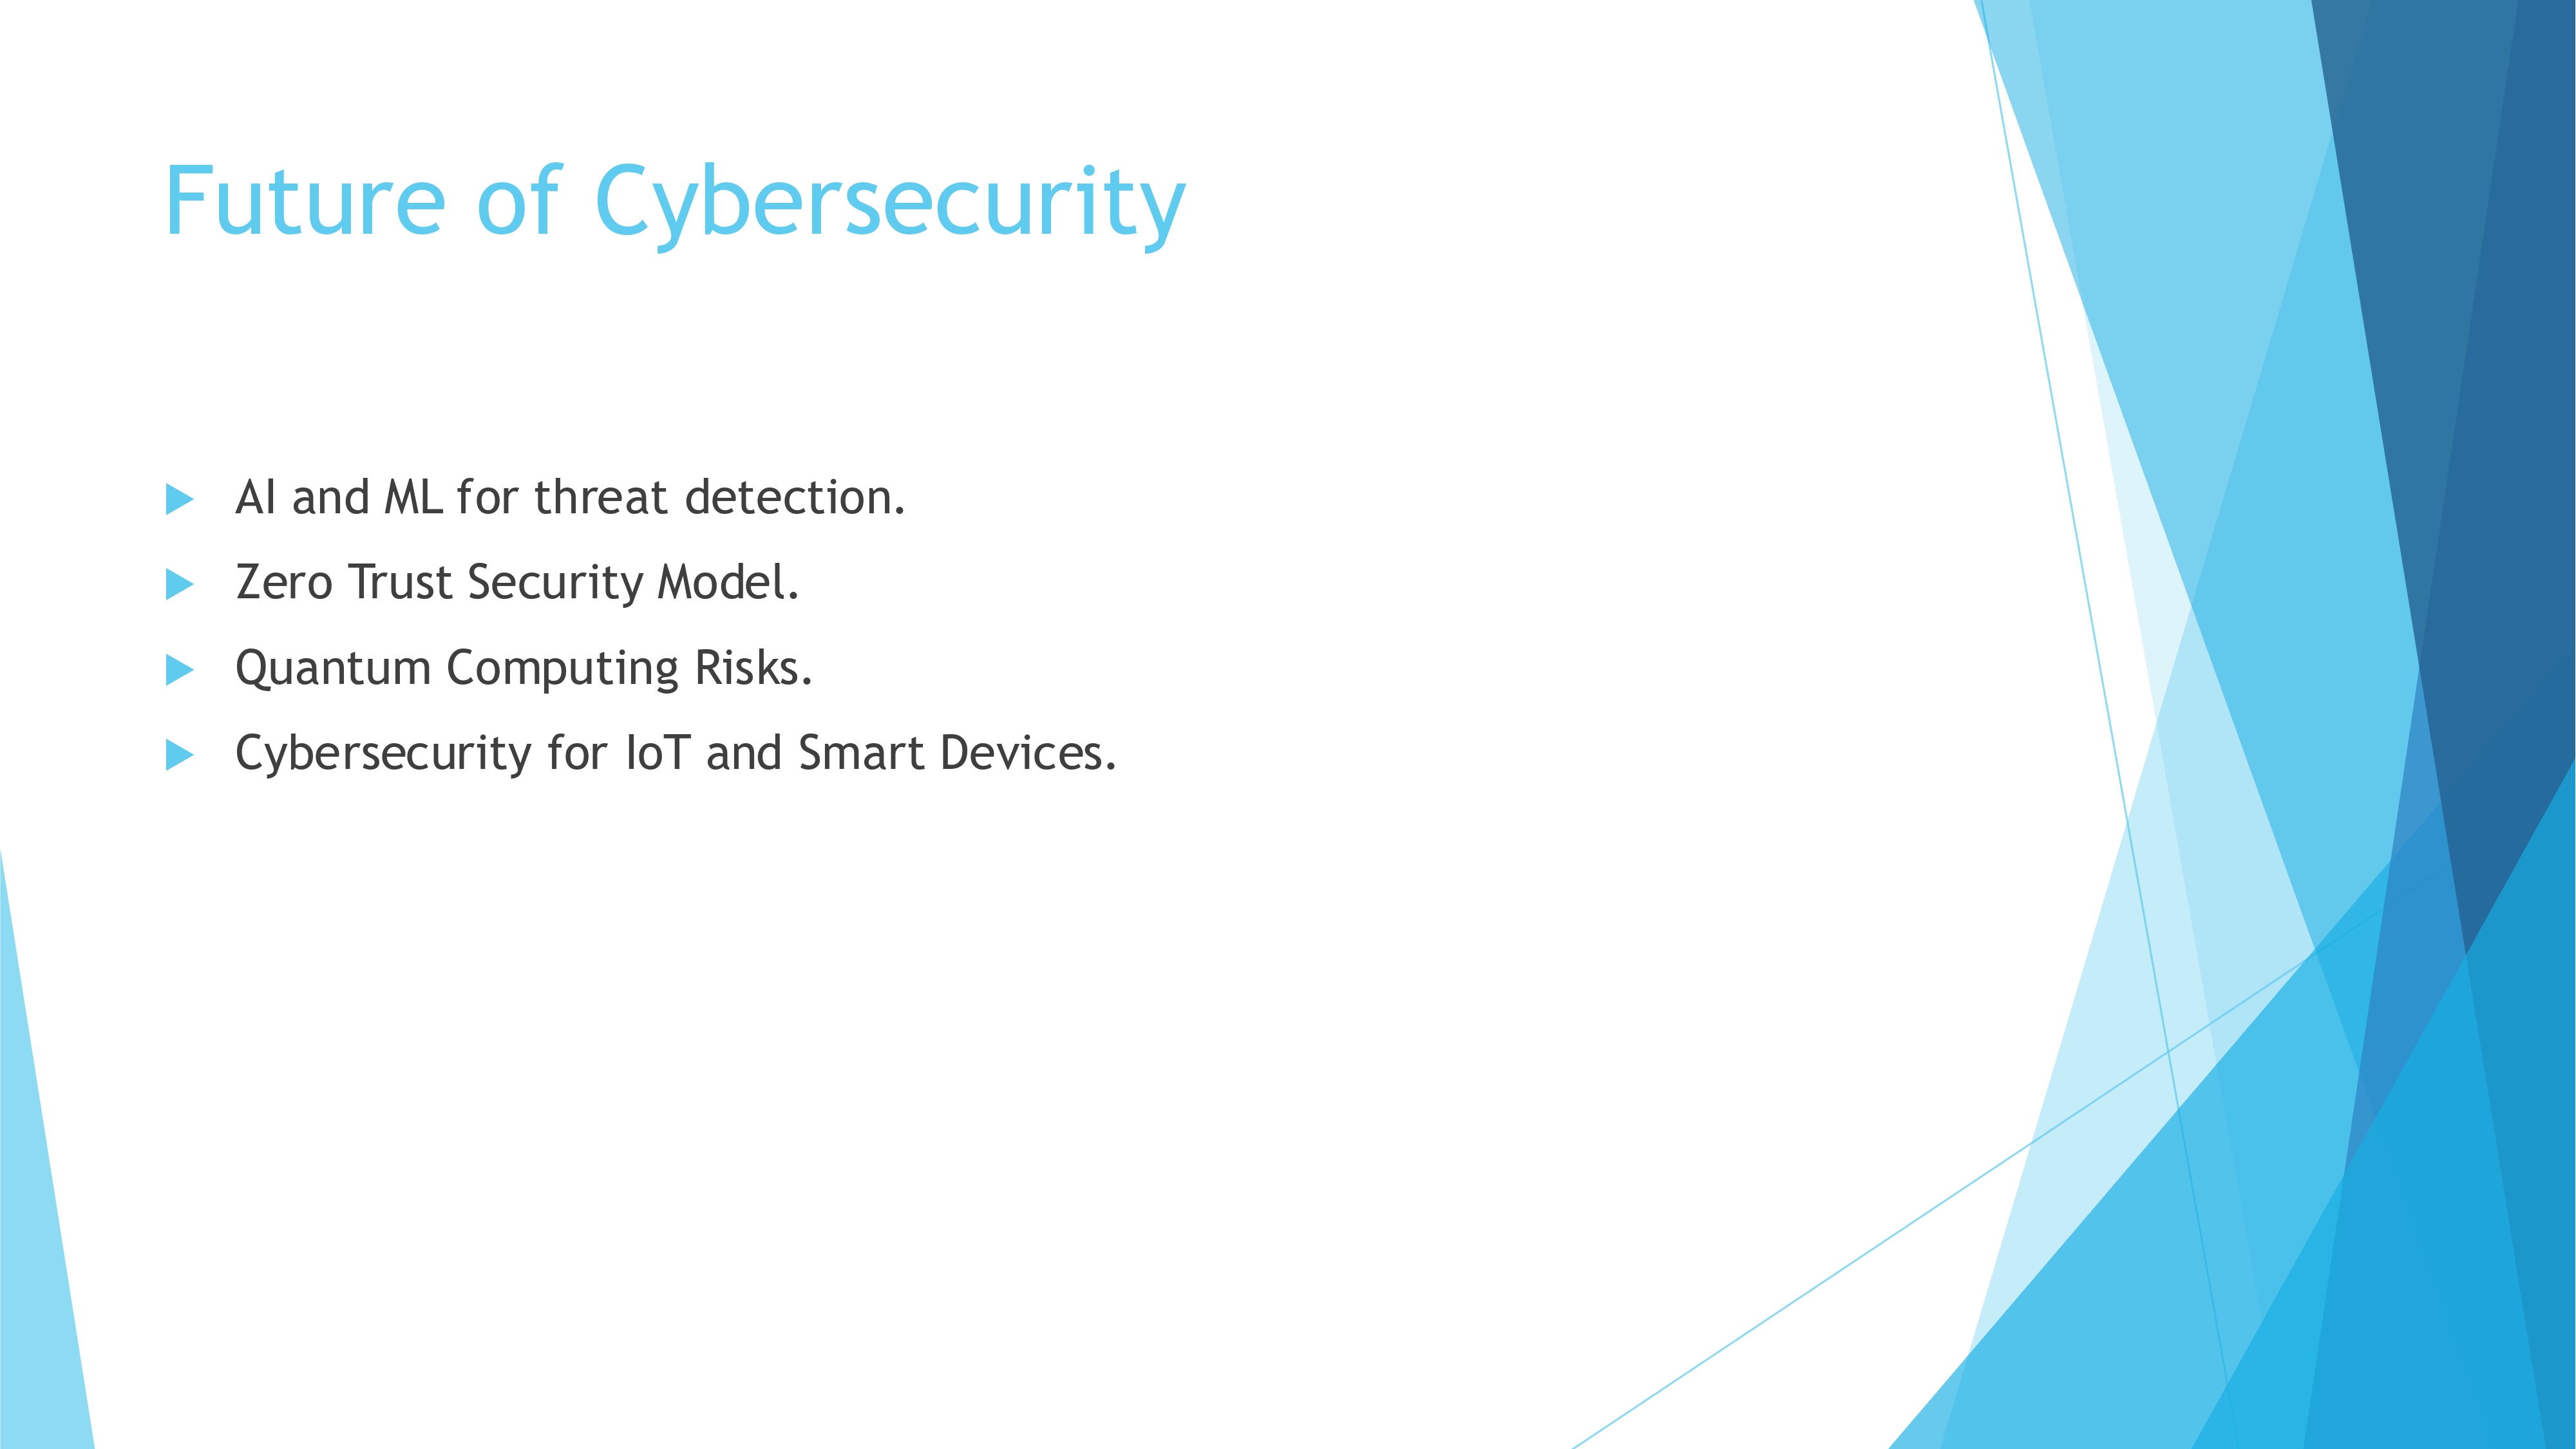 Future of Cybersecurity
AI and ML for threat detection.
Zero Trust Security Model.
Quantum Computing Risks.
Cybersecurity for IoT and Smart Devices.